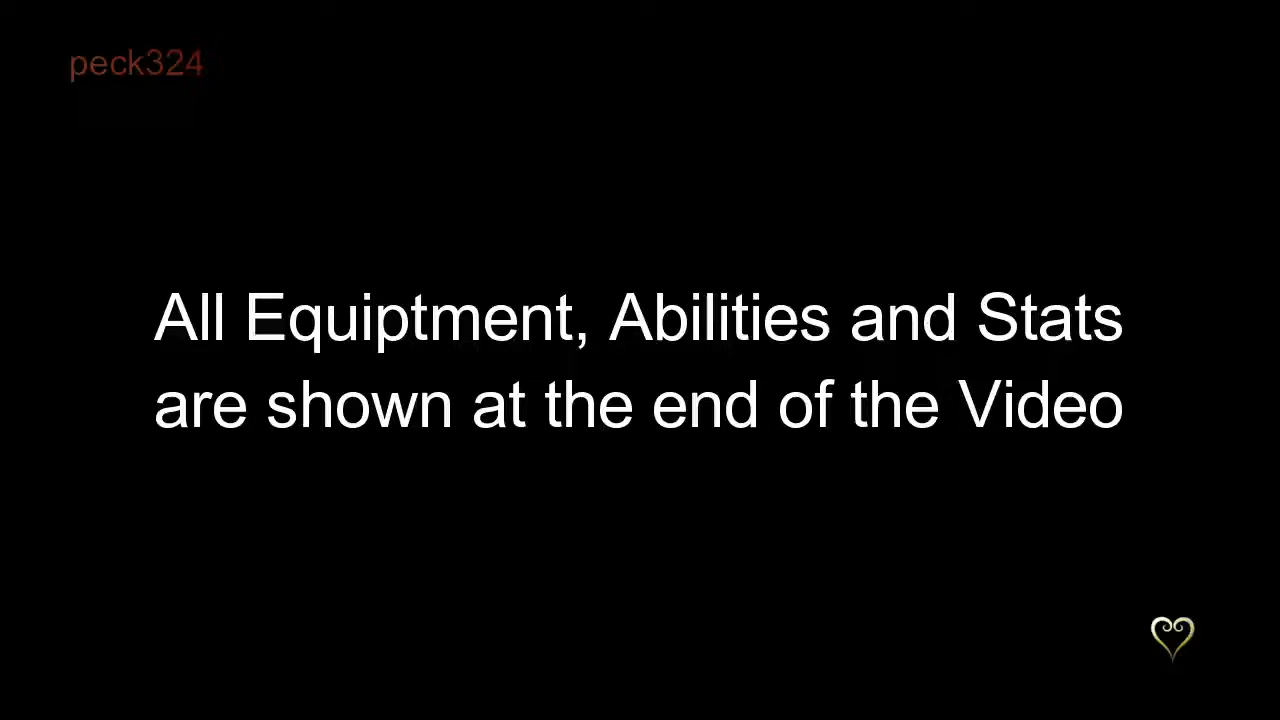 peck324
All Equiptment, Abilities and Stats
are shown at the end of the Video